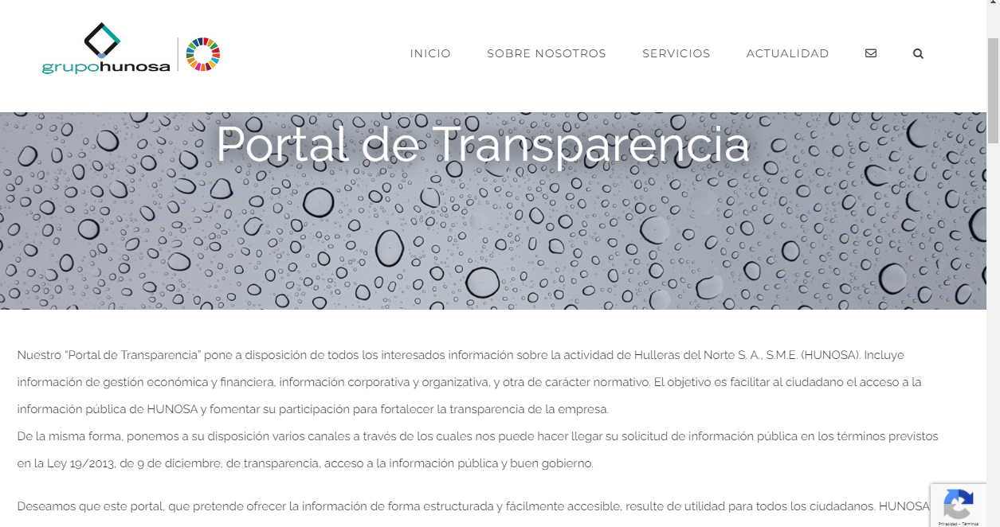 grupohunosa
INICIO
SOBRE NOSOTROS
SERVICIOS
ACTUALIDAD
Portal de Transparencia
Nuestro “Portal de Transparencia” pone a disposición de todos los interesados información sobre la actividad de Hulleras del Norte S. A., S.M.E. (HUNOSA). Incluye
información de gestión económica y financiera, información corporativa y organizativa, y otra de carácter normativo. El objetivo es facilitar al ciudadano el acceso a la
información pública de HUNOSA y fomentar su participación para fortalecer la transparencia de la empresa.
De la misma forma, ponemos a su disposición varios canales a través de los cuales nos puede hacer llegar su solicitud de información pública en los términos previstos
en la Ley 19/2013, de 9 de diciembre, de transparencia, acceso a la información pública y buen gobierno.
Deseamos que este portal, que pretende ofrecer la información de forma estructurada y fácilmente accesible, resulte de utilidad para todos los ciudadanos. HUNOSA
Privacidad - Términos